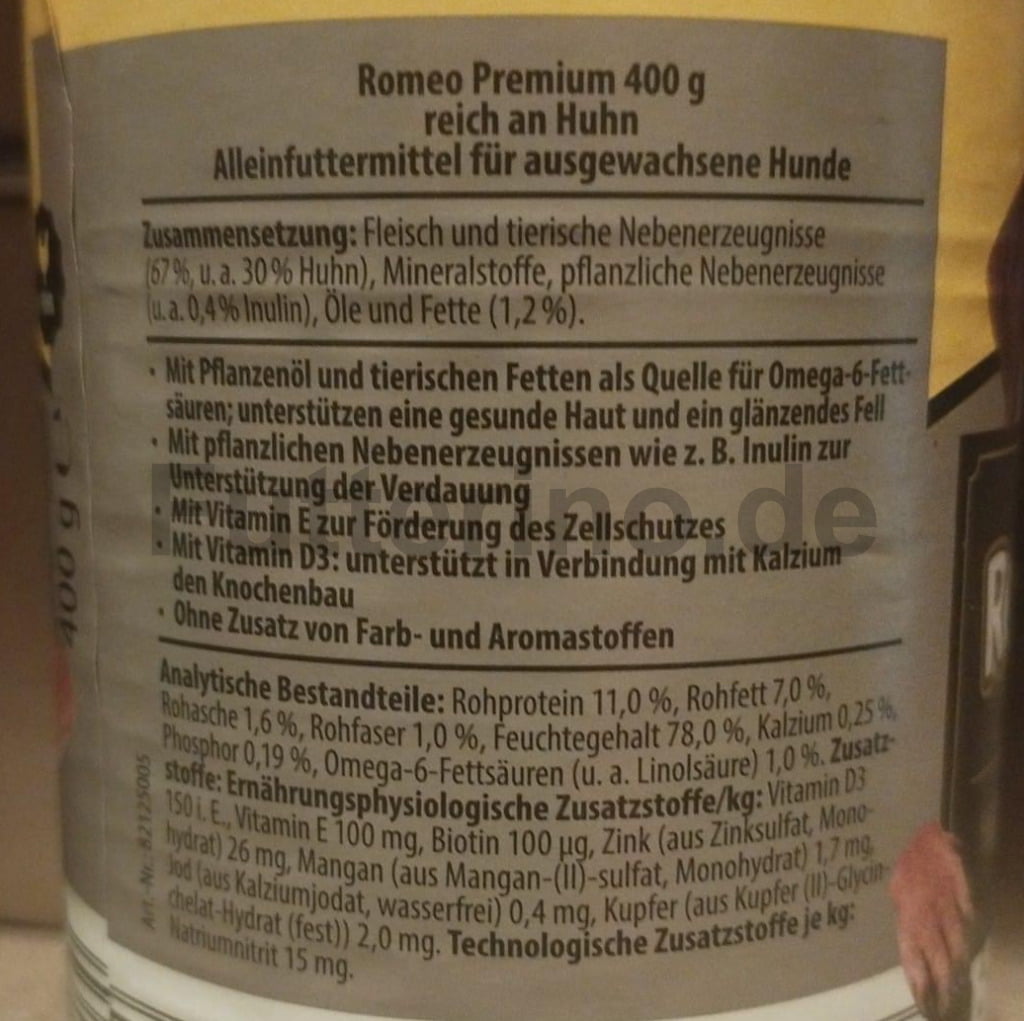 Romeo Premium 400 g
reich an Huhn
Alleinfuttermittel für ausgewachsene Hunde
Zusammensetzung: Fleisch und tierische Nebenerzeugnisse
(67%, u. a. 30% Huhn), Mineralstoffe, pflanzliche Nebenerzeugnisse
(u. a. 0,4% Inulin), Öle und Fette (1,2%).
· Mit Pflanzenöl und tierischen Fetten als Quelle für Omega-6-Fett-
säuren; unterstützen eine gesunde Haut und ein glänzendes Fell
· Mit pflanzlichen Nebenerzeugnissen wie z. B. Inulin zur
Unterstützung der Verdauung
· Mit Vitamin E zur Förderung des Zellschutzes
· Mit Vitamin D3: unterstützt in Verbindung mit Kalzium
den Knochenbau
· Ohne Zusatz von Farb- und Aromastoffen
Analytische Bestandteile: Rohprotein 11,0 %, Rohfett 7,0 %,
Rohasche 1,6 %, Rohfaser 1,0 %, Feuchtegehalt 78,0 %, Kalzium 0,25 %,
Phosphor 0,19 %, Omega-6-Fettsäuren (u. a. Linolsäure) 1,0 %. Zusatz-
stoffe: Ernährungsphysiologische Zusatzstoffe/kg: Vitamin D3
150 i. E., Vitamin E 100 mg, Biotin 100 µg, Zink (aus Zinksulfat, Mono-
hydrat) 26 mg, Mangan (aus Mangan-(II)-sulfat, Monohydrat) 1,7 mg,
Jod (aus Kalziumjodat, wasserfrei) 0,4 mg, Kupfer (aus Kupfer (II)-Glycin-
chelat-Hydrat (fest)) 2,0 mg. Technologische Zusatzstoffe je kg:
Natriumnitrit 15 mg.
Art.-Nr.: 82125005
400 g
Futterino.de
R